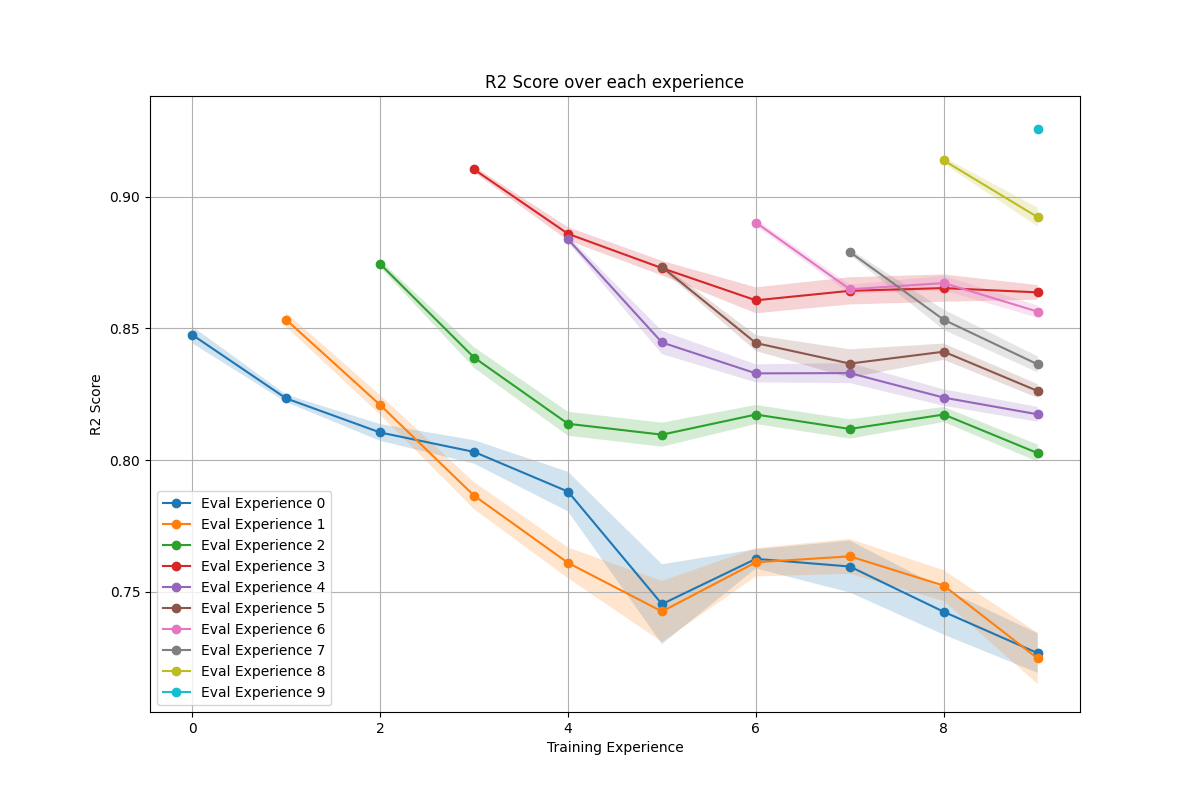 R2 Score over each experience
R2 Score
0.90
0.85
0.80
0.75
Eval Experience 0
Eval Experience 1
Eval Experience 2
Eval Experience 3
Eval Experience 4
Eval Experience 5
Eval Experience 6
Eval Experience 7
Eval Experience 8
Eval Experience 9
0 2 4 6 8
Training Experience